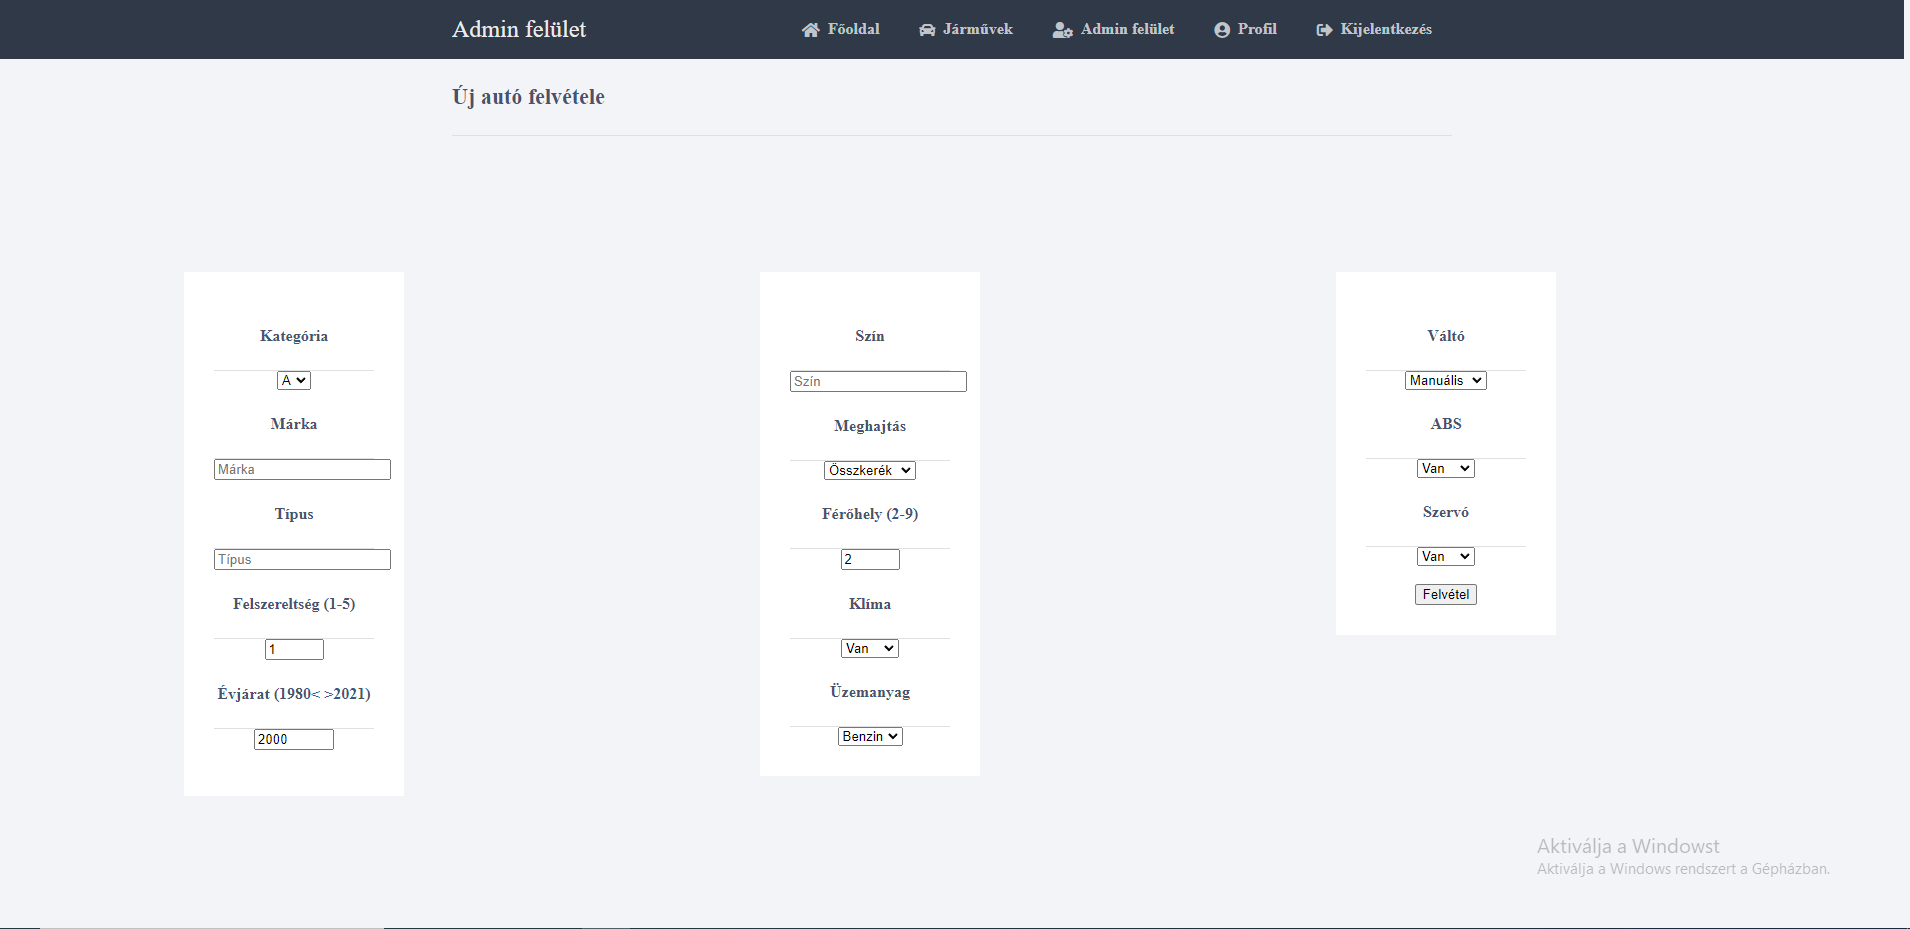 Admin felület
Főoldal
Járművek
Admin felület
Profil
Kijelentkezés
Új autó felvétele
Kategória
A
Márka
Márka
Típus
Típus
Felszereltség (1-5)
1
Évjárat (1980< >2021)
2000
Szín
Szín
Meghajtás
Összkerék
Férőhely (2-9)
2
Klíma
Van
Üzemanyag
Benzin
Váltó
Manuális
ABS
Van
Szervó
Van
Felvétel
Aktiválja a Windowst
Aktiválja a Windows rendszert a Gépházban.